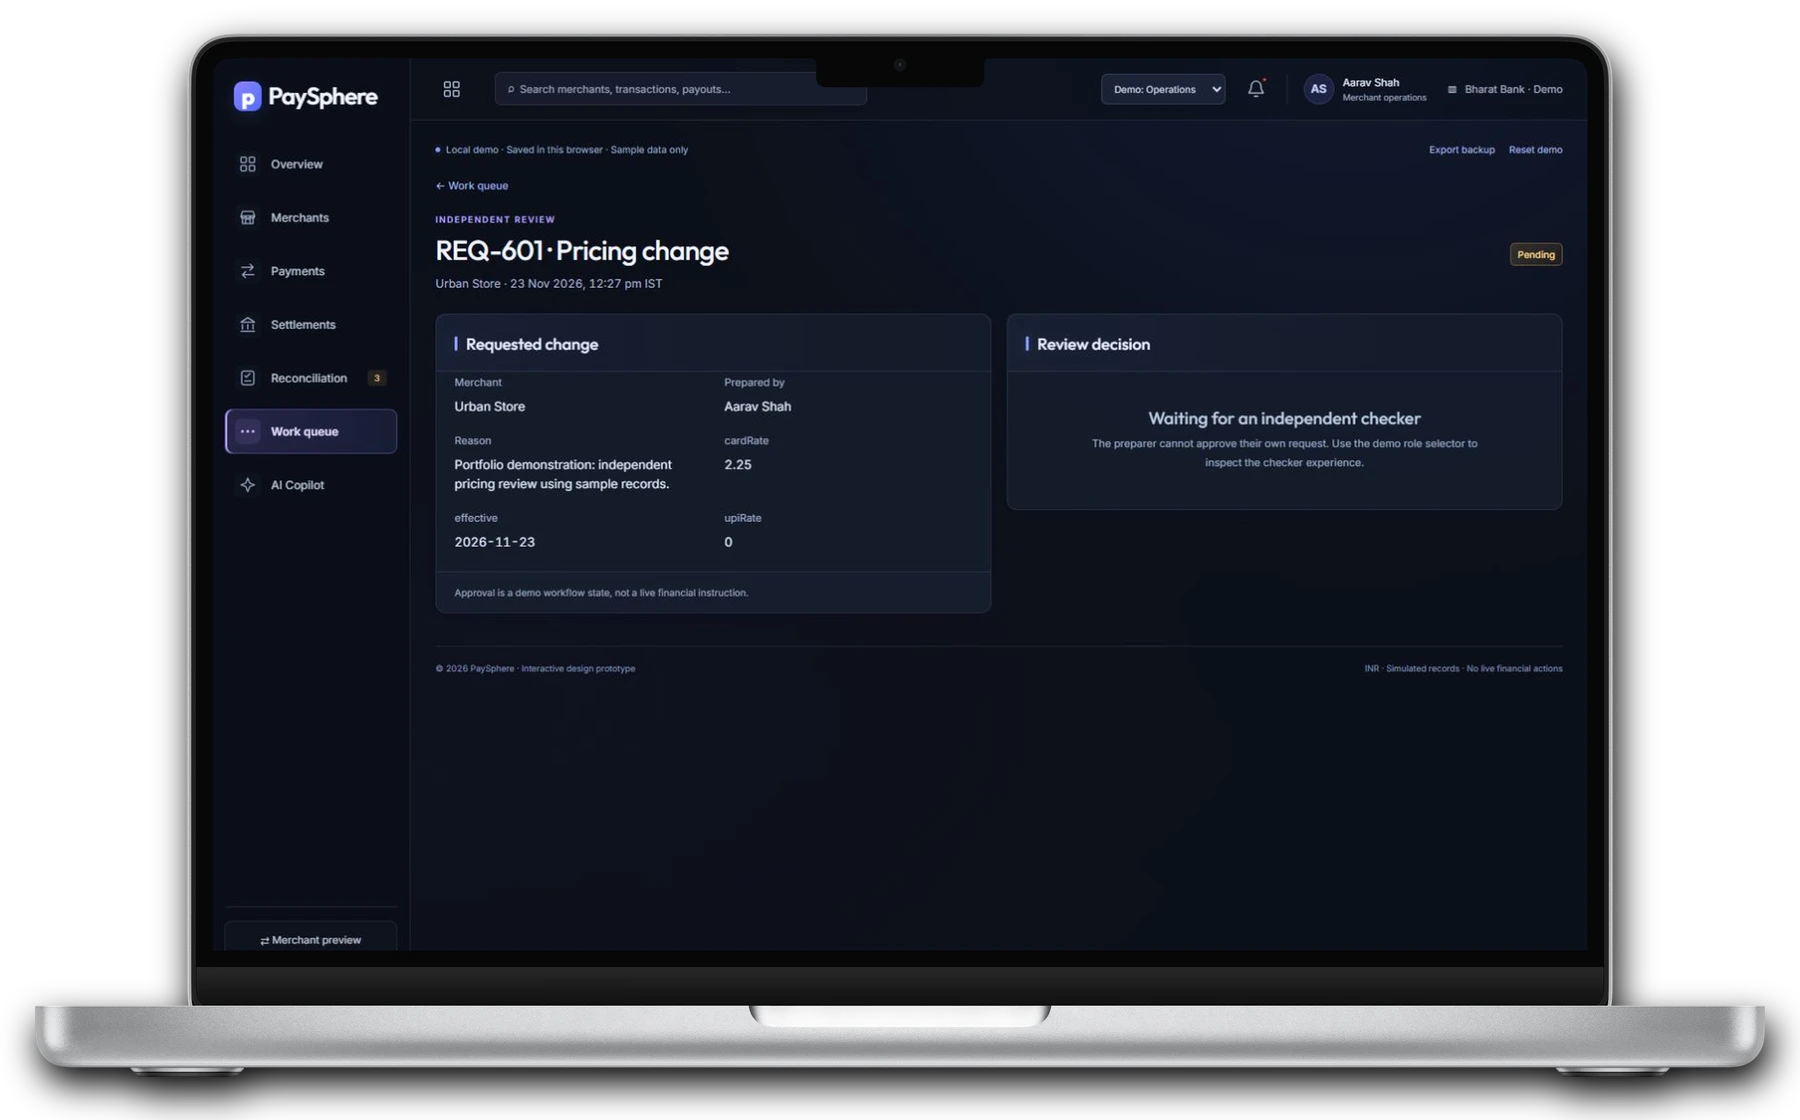 p PaySphere
Search merchants, transactions, payouts...
Demo: Operations
AS
Aarav Shah
Merchant operations
Bharat Bank · Demo
Overview
Merchants
Payments
Settlements
Reconciliation 3
Work queue
AI Copilot
⇄ Merchant preview
Local demo · Saved in this browser · Sample data only
Export backup
Reset demo
← Work queue
INDEPENDENT REVIEW
REQ-601 · Pricing change
Pending
Urban Store · 23 Nov 2026, 12:27 pm IST
Requested change
Merchant
Urban Store
Prepared by
Aarav Shah
Reason
Portfolio demonstration: independent
pricing review using sample records.
cardRate
2.25
effective
2026-11-23
upiRate
0
Approval is a demo workflow state, not a live financial instruction.
Review decision
Waiting for an independent checker
The preparer cannot approve their own request. Use the demo role selector to
inspect the checker experience.
© 2026 PaySphere · Interactive design prototype
INR · Simulated records · No live financial actions